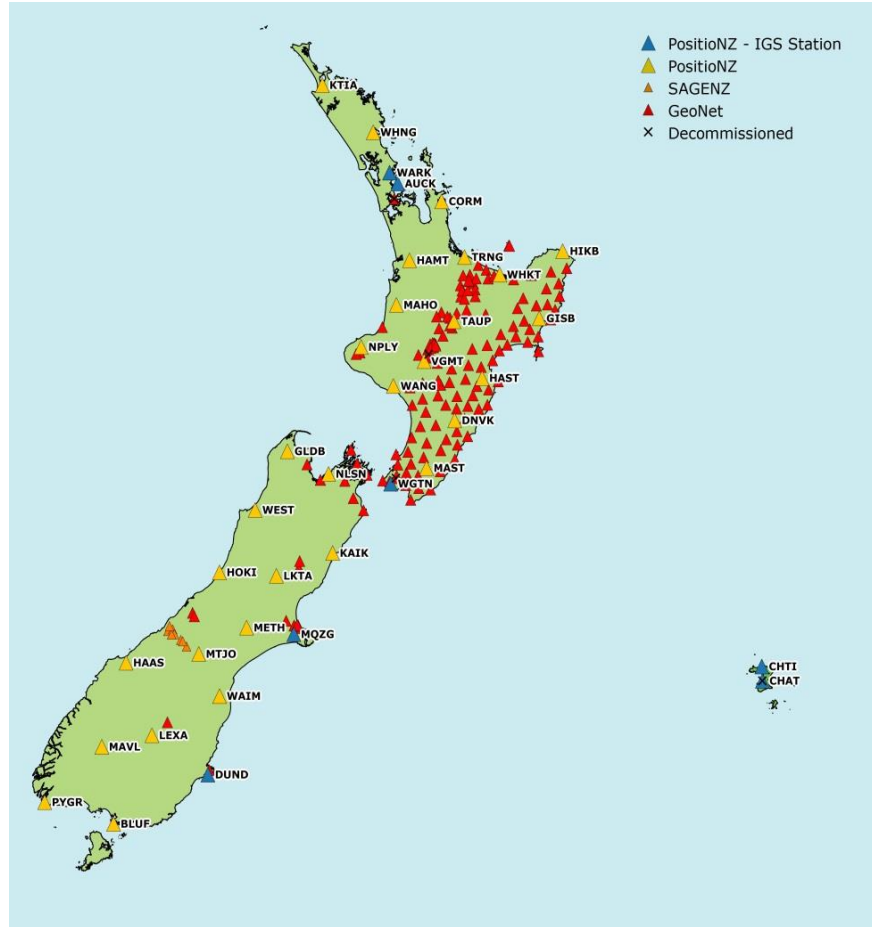 PositioNZ - IGS Station
PositioNZ
SAGENZ
GeoNet
Decommissioned
KTIA
WHNG
WARK
AUCK
CORM
HAMT
TRNG
WHKT
HIKB
MAHO
TAUP
GISB
NPLY
VGMT
WANG
HAST
DNVK
GLDB
NLSN
MAST
WGTN
WEST
KAIK
HOKI
LKTA
METH
MQZG
MTJO
HAAS
CHTI
CHAT
WAIM
LEXA
MAVL
DUND
PYGR
BLUF